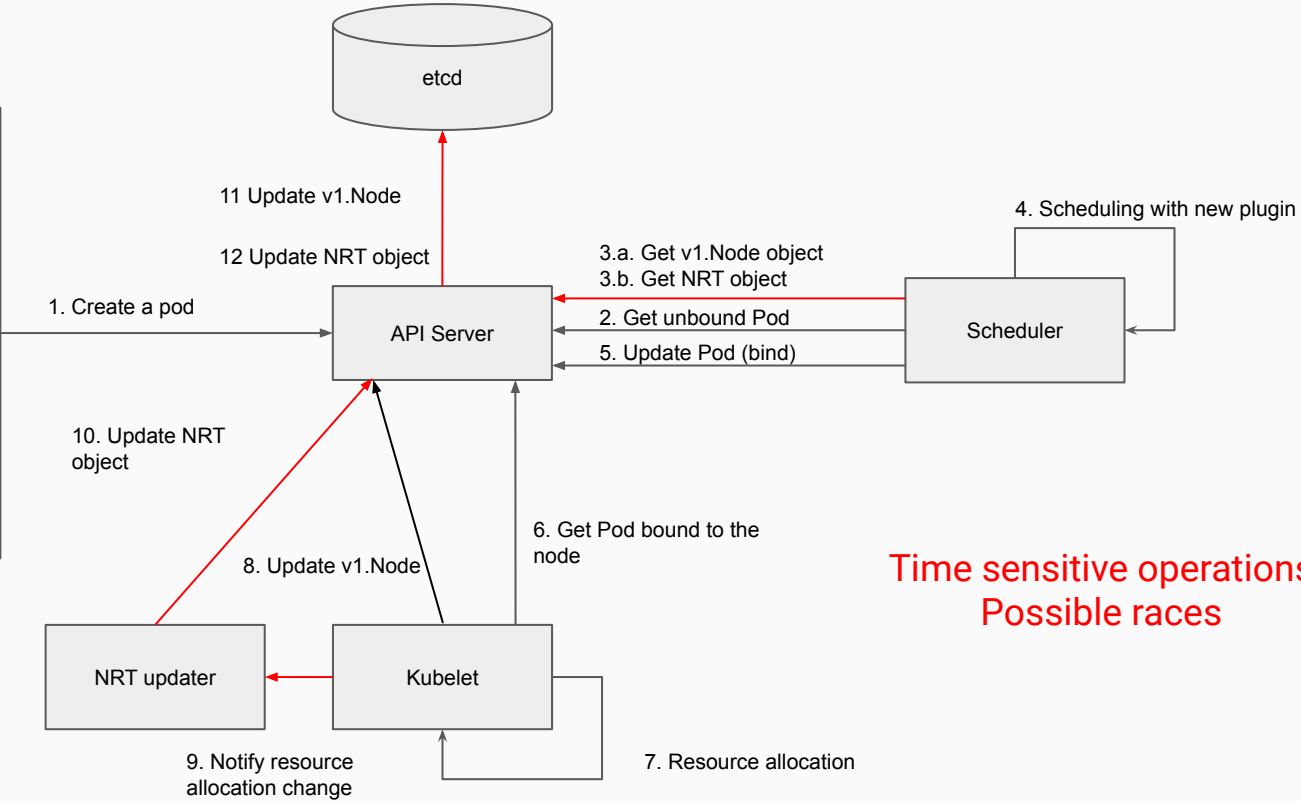 etcd
11 Update v1.Node
12 Update NRT object
4. Scheduling with new plugin
3.a. Get v1.Node object
3.b. Get NRT object
1. Create a pod
API Server
2. Get unbound Pod
Scheduler
5. Update Pod (bind)
10. Update NRT
object
6. Get Pod bound to the
node
8. Update v1.Node
Time sensitive operations
Possible races
NRT updater
Kubelet
9. Notify resource
allocation change
7. Resource allocation